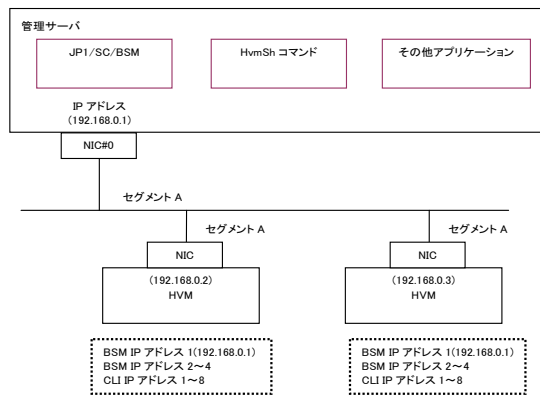 管理サーバ
JP1/SC/BSM
HvmSh コマンド
その他アプリケーション
IP アドレス
(192.168.0.1)
NIC#0
セグメント A
セグメント A
セグメント A
NIC
NIC
(192.168.0.2)
HVM
(192.168.0.3)
HVM
BSM IP アドレス 1(192.168.0.1)
BSM IP アドレス 2～4
CLI IP アドレス 1～8
BSM IP アドレス 1(192.168.0.1)
BSM IP アドレス 2～4
CLI IP アドレス 1～8